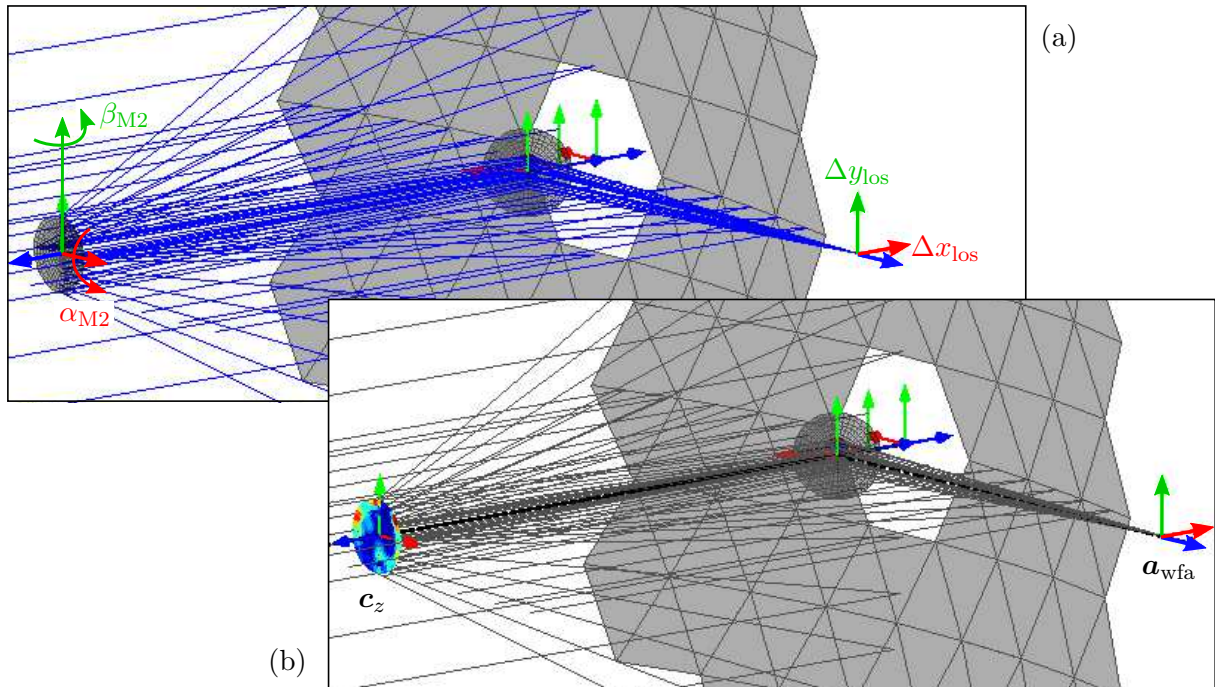 (a)
β_M2
Δy_los
Δx_los
α_M2
c_z
a_wfa
(b)